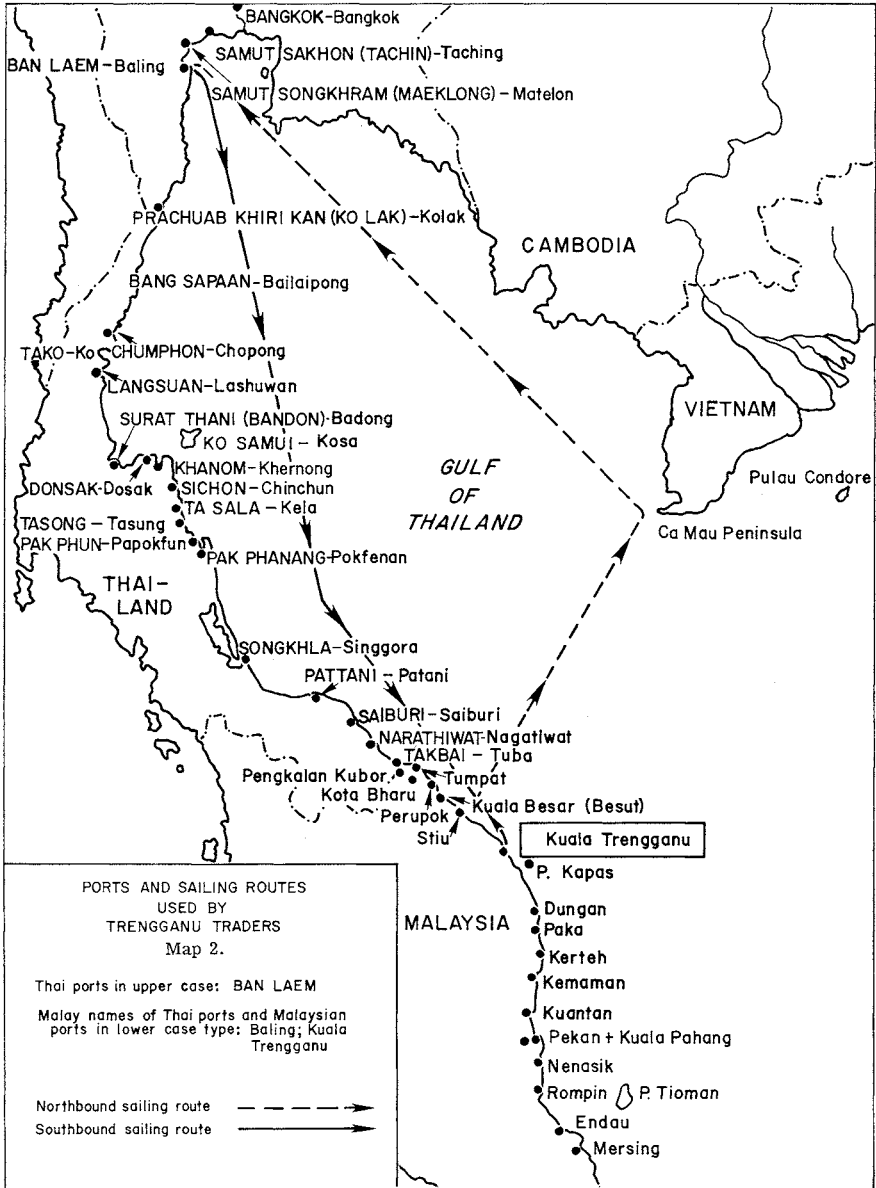 BANGKOK-Bangkok
SAMUT SAKHON (TACHIN)-Taching
BAN LAEM-Baling
SAMUT SONGKHRAM (MAEKLONG)-Matelon
PRACHUAB KHIRI KAN (KO LAK)-Kolak
CAMBODIA
BANG SAPAAN-Bailaipong
TAKO-Ko
CHUMPHON-Chopong
LANGSUAN-Lashuwan
VIETNAM
SURAT THANI (BANDON)-Badong
KO SAMUI-Kosa
GULF
OF
THAILAND
KHANOM-Khernong
Pulau Condore
DONSAK-Dosak
SICHON-Chinchun
TA SALA-Kela
TASONG-Tasung
Ca Mau Peninsula
PAK PHUN-Papokfun
PAK PHANANG-Pokfenan
THAI-
LAND
SONGKHLA-Singgora
PATTANI-Patani
SAIBURI-Saiburi
NARATHIWAT-Nagatiwat
TAKBAI-Tuba
Pengkalan Kubor
Tumpat
Kota Bharu
Kuala Besar (Besut)
Perupok
Stiu
Kuala Trengganu
P. Kapas
MALAYSIA
Dungan
Paka
Kerteh
Kemaman
Kuantan
Pekan + Kuala Pahang
Nenasik
Rompin
P. Tioman
Endau
Mersing
PORTS AND SAILING ROUTES
USED BY
TRENGGANU TRADERS
Map 2.
Thai ports in upper case: BAN LAEM
Malay names of Thai ports and Malaysian
ports in lower case type: Baling; Kuala
Trengganu
Northbound sailing route
Southbound sailing route